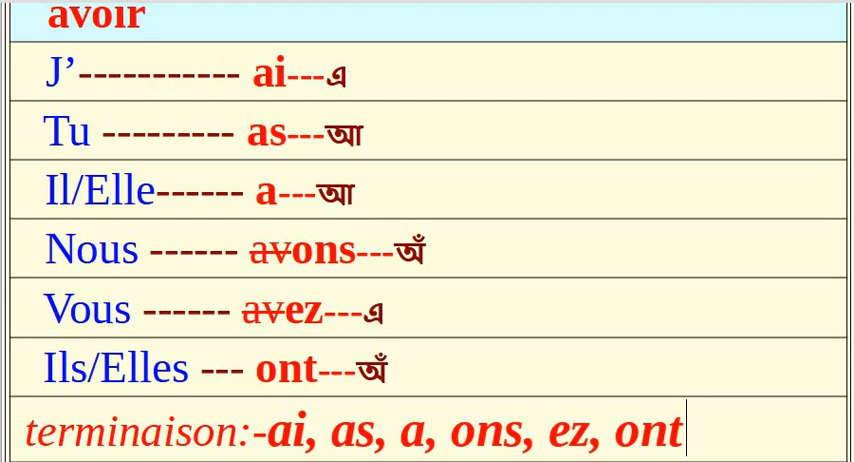 avoir
J’----------- ai---এ
Tu --------- as---আ
Il/Elle------ a---আ
Nous ------ avons---অঁ
Vous ------ avez---এ
Ils/Elles --- ont---অঁ
terminaison:-ai, as, a, ons, ez, ont